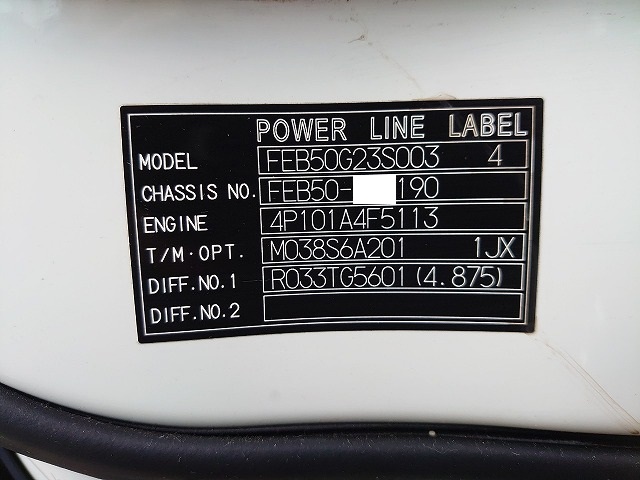 POWER LINE LABEL
MODEL FEB50G23S003 4
CHASSIS NO. FEB50- 190
ENGINE 4P101A4F5113
T/M·OPT. M038S6A201 1JX
DIFF.NO.1 R033TG5601(4.875)
DIFF.NO.2